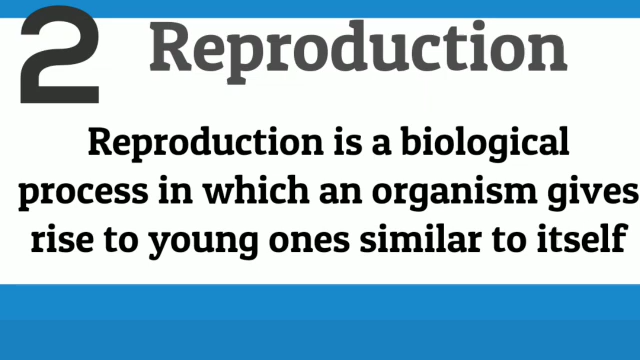 2 Reproduction
Reproduction is a biological
process in which an organism gives
rise to young ones similar to itself